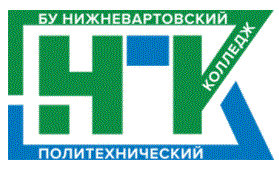 БУ НИЖНЕВАРТОВСКИЙ
НПК
ПОЛИТЕХНИЧЕСКИЙ
КОЛЛЕДЖ